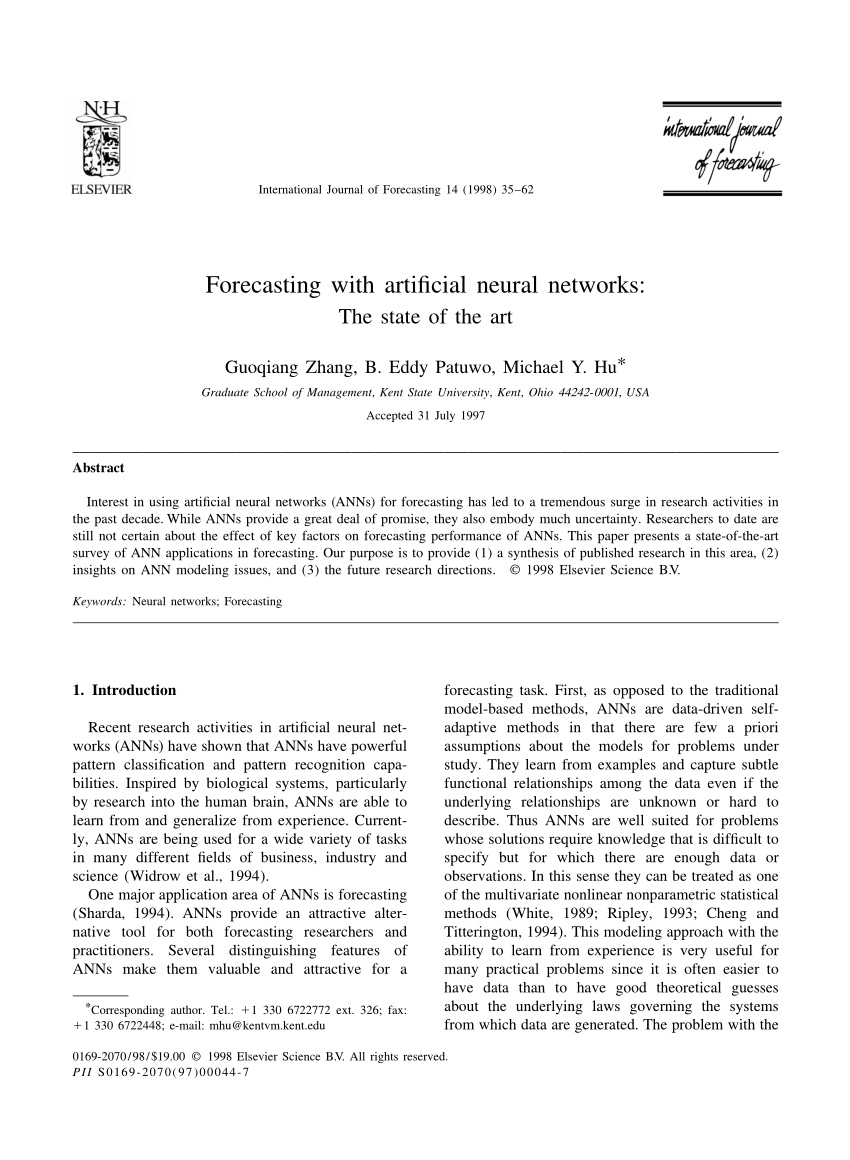 N·H
ELSEVIER
International Journal of Forecasting 14 (1998) 35–62
international journal
of forecasting
Forecasting with artificial neural networks:
The state of the art
Guoqiang Zhang, B. Eddy Patuwo, Michael Y. Hu*
Graduate School of Management, Kent State University, Kent, Ohio 44242-0001, USA
Accepted 31 July 1997
Abstract
Interest in using artificial neural networks (ANNs) for forecasting has led to a tremendous surge in research activities in
the past decade. While ANNs provide a great deal of promise, they also embody much uncertainty. Researchers to date are
still not certain about the effect of key factors on forecasting performance of ANNs. This paper presents a state-of-the-art
survey of ANN applications in forecasting. Our purpose is to provide (1) a synthesis of published research in this area, (2)
insights on ANN modeling issues, and (3) the future research directions. © 1998 Elsevier Science B.V.
Keywords: Neural networks; Forecasting
1. Introduction
Recent research activities in artificial neural net-
works (ANNs) have shown that ANNs have powerful
pattern classification and pattern recognition capa-
bilities. Inspired by biological systems, particularly
by research into the human brain, ANNs are able to
learn from and generalize from experience. Current-
ly, ANNs are being used for a wide variety of tasks
in many different fields of business, industry and
science (Widrow et al., 1994).
One major application area of ANNs is forecasting
(Sharda, 1994). ANNs provide an attractive alter-
native tool for both forecasting researchers and
practitioners. Several distinguishing features of
ANNs make them valuable and attractive for a
*Corresponding author. Tel.: +1 330 6722772 ext. 326; fax:
+1 330 6722448; e-mail: mhu@kentvm.kent.edu
forecasting task. First, as opposed to the traditional
model-based methods, ANNs are data-driven self-
adaptive methods in that there are few a priori
assumptions about the models for problems under
study. They learn from examples and capture subtle
functional relationships among the data even if the
underlying relationships are unknown or hard to
describe. Thus ANNs are well suited for problems
whose solutions require knowledge that is difficult to
specify but for which there are enough data or
observations. In this sense they can be treated as one
of the multivariate nonlinear nonparametric statistical
methods (White, 1989; Ripley, 1993; Cheng and
Titterington, 1994). This modeling approach with the
ability to learn from experience is very useful for
many practical problems since it is often easier to
have data than to have good theoretical guesses
about the underlying laws governing the systems
from which data are generated. The problem with the
0169-2070/98/$19.00 © 1998 Elsevier Science B.V. All rights reserved.
PII S0169-2070(97)00044-7